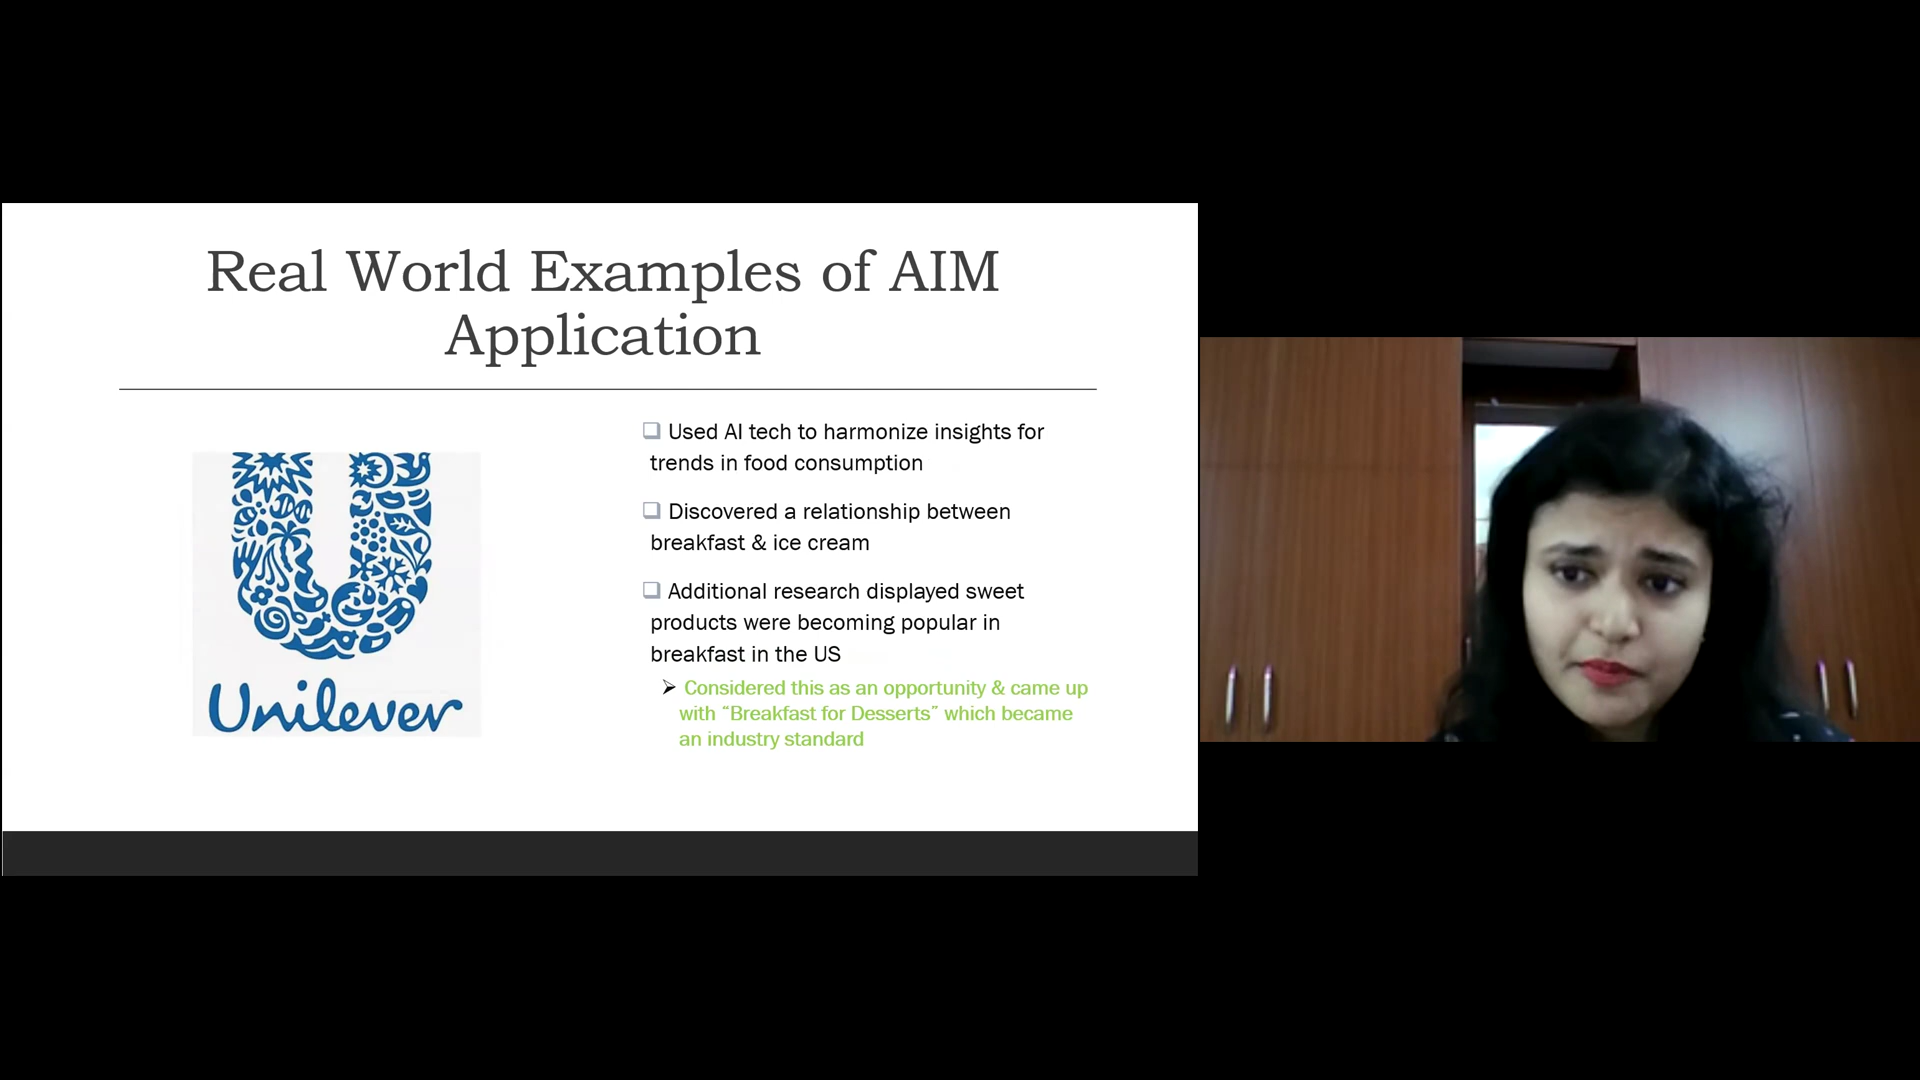 Real World Examples of AIM
Application
Unilever
❑ Used AI tech to harmonize insights for
trends in food consumption
❑ Discovered a relationship between
breakfast & ice cream
❑ Additional research displayed sweet
products were becoming popular in
breakfast in the US
➢ Considered this as an opportunity & came up
with “Breakfast for Desserts” which became
an industry standard